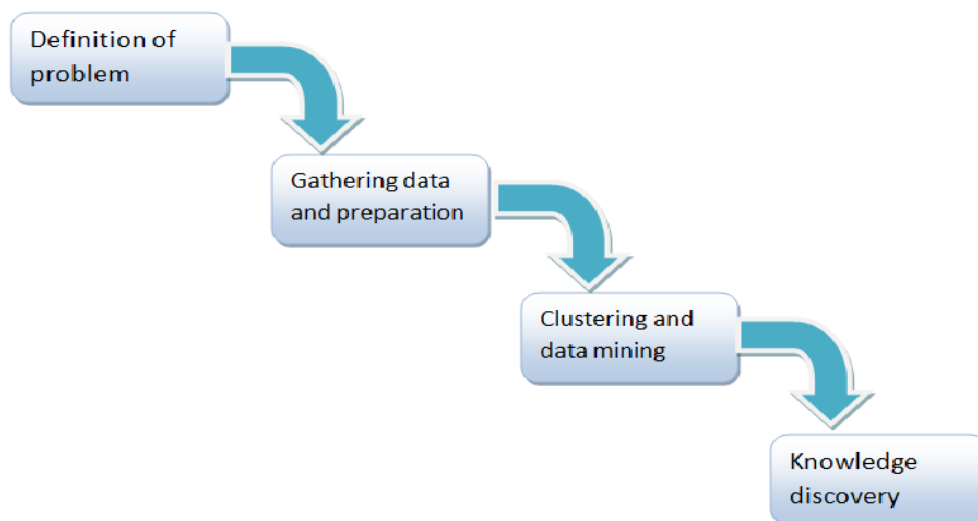 Definition of
problem
Gathering data
and preparation
Clustering and
data mining
Knowledge
discovery